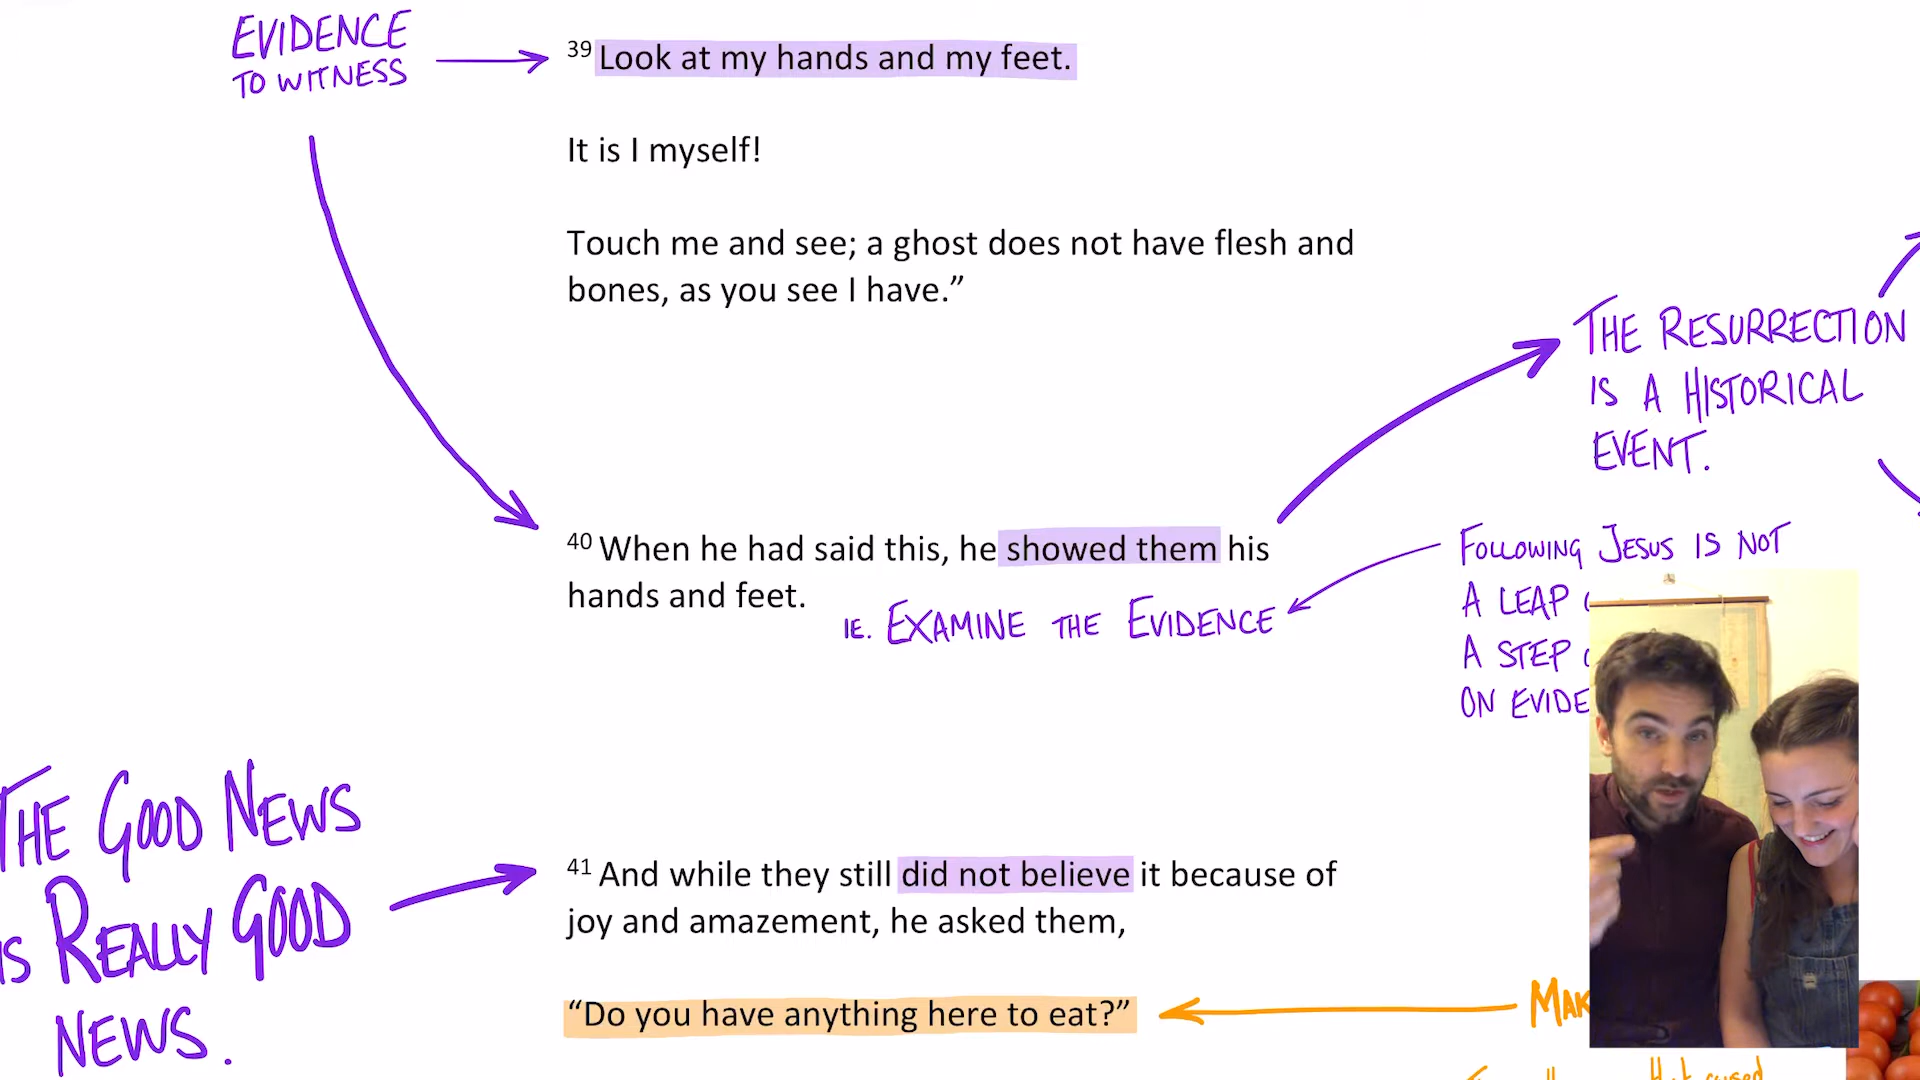 EVIDENCE
TO WITNESS
39 Look at my hands and my feet.
It is I myself!
Touch me and see; a ghost does not have flesh and
bones, as you see I have.”
THE RESURRECTION
IS A HISTORICAL
EVENT.
40 When he had said this, he showed them his
hands and feet.
IE. EXAMINE THE EVIDENCE
FOLLOWING JESUS IS NOT
A LEAP
A STEP
ON
THE GOOD NEWS
IS REALLY GOOD
NEWS.
41 And while they still did not believe it because of
joy and amazement, he asked them,
“Do you have anything here to eat?”